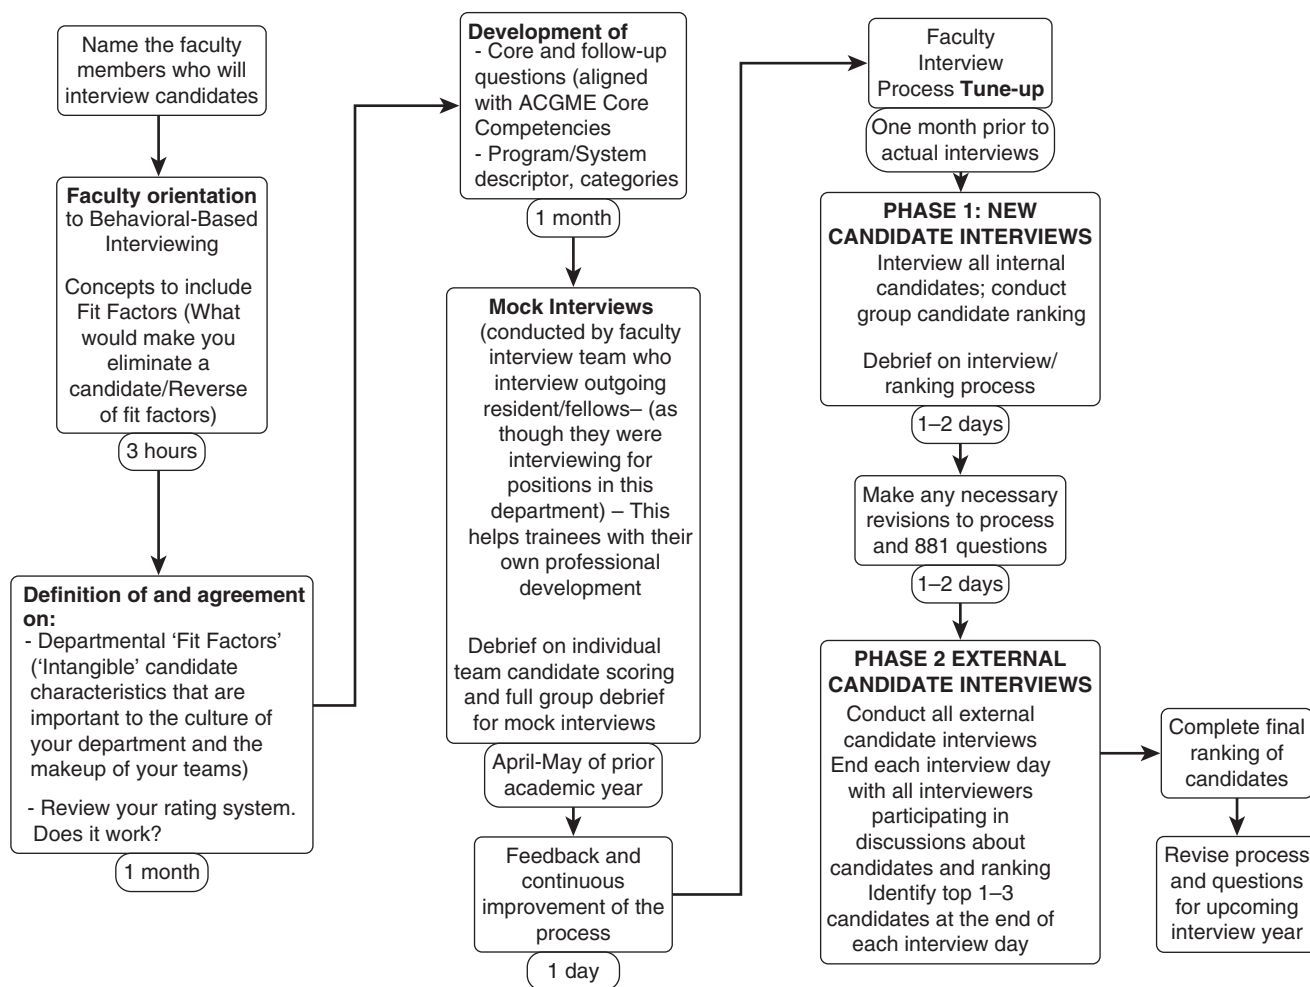 Name the faculty
members who will
interview candidates
Faculty orientation
to Behavioral-Based
Interviewing
Concepts to include
Fit Factors (What
would make you
eliminate a
candidate/Reverse
of fit factors)
3 hours
Definition of and agreement
on:
- Departmental ‘Fit Factors’
(‘Intangible’ candidate
characteristics that are
important to the culture of
your department and the
makeup of your teams)
- Review your rating system.
Does it work?
1 month
Development of
- Core and follow-up
questions (aligned
with ACGME Core
Competencies
- Program/System
descriptor, categories
1 month
Mock Interviews
(conducted by faculty
interview team who
interview outgoing
resident/fellows– (as
though they were
interviewing for
positions in this
department) – This
helps trainees with their
own professional
development
Debrief on individual
team candidate scoring
and full group debrief
for mock interviews
April-May of prior
academic year
Feedback and
continuous
improvement of the
process
1 day
Faculty
Interview
Process Tune-up
One month prior to
actual interviews
PHASE 1: NEW
CANDIDATE INTERVIEWS
Interview all internal
candidates; conduct
group candidate ranking
Debrief on interview/
ranking process
1–2 days
Make any necessary
revisions to process
and 881 questions
1–2 days
PHASE 2 EXTERNAL
CANDIDATE INTERVIEWS
Conduct all external
candidate interviews
End each interview day
with all interviewers
participating in
discussions about
candidates and ranking
Identify top 1–3
candidates at the end of
each interview day
Complete final
ranking of
candidates
Revise process
and questions
for upcoming
interview year